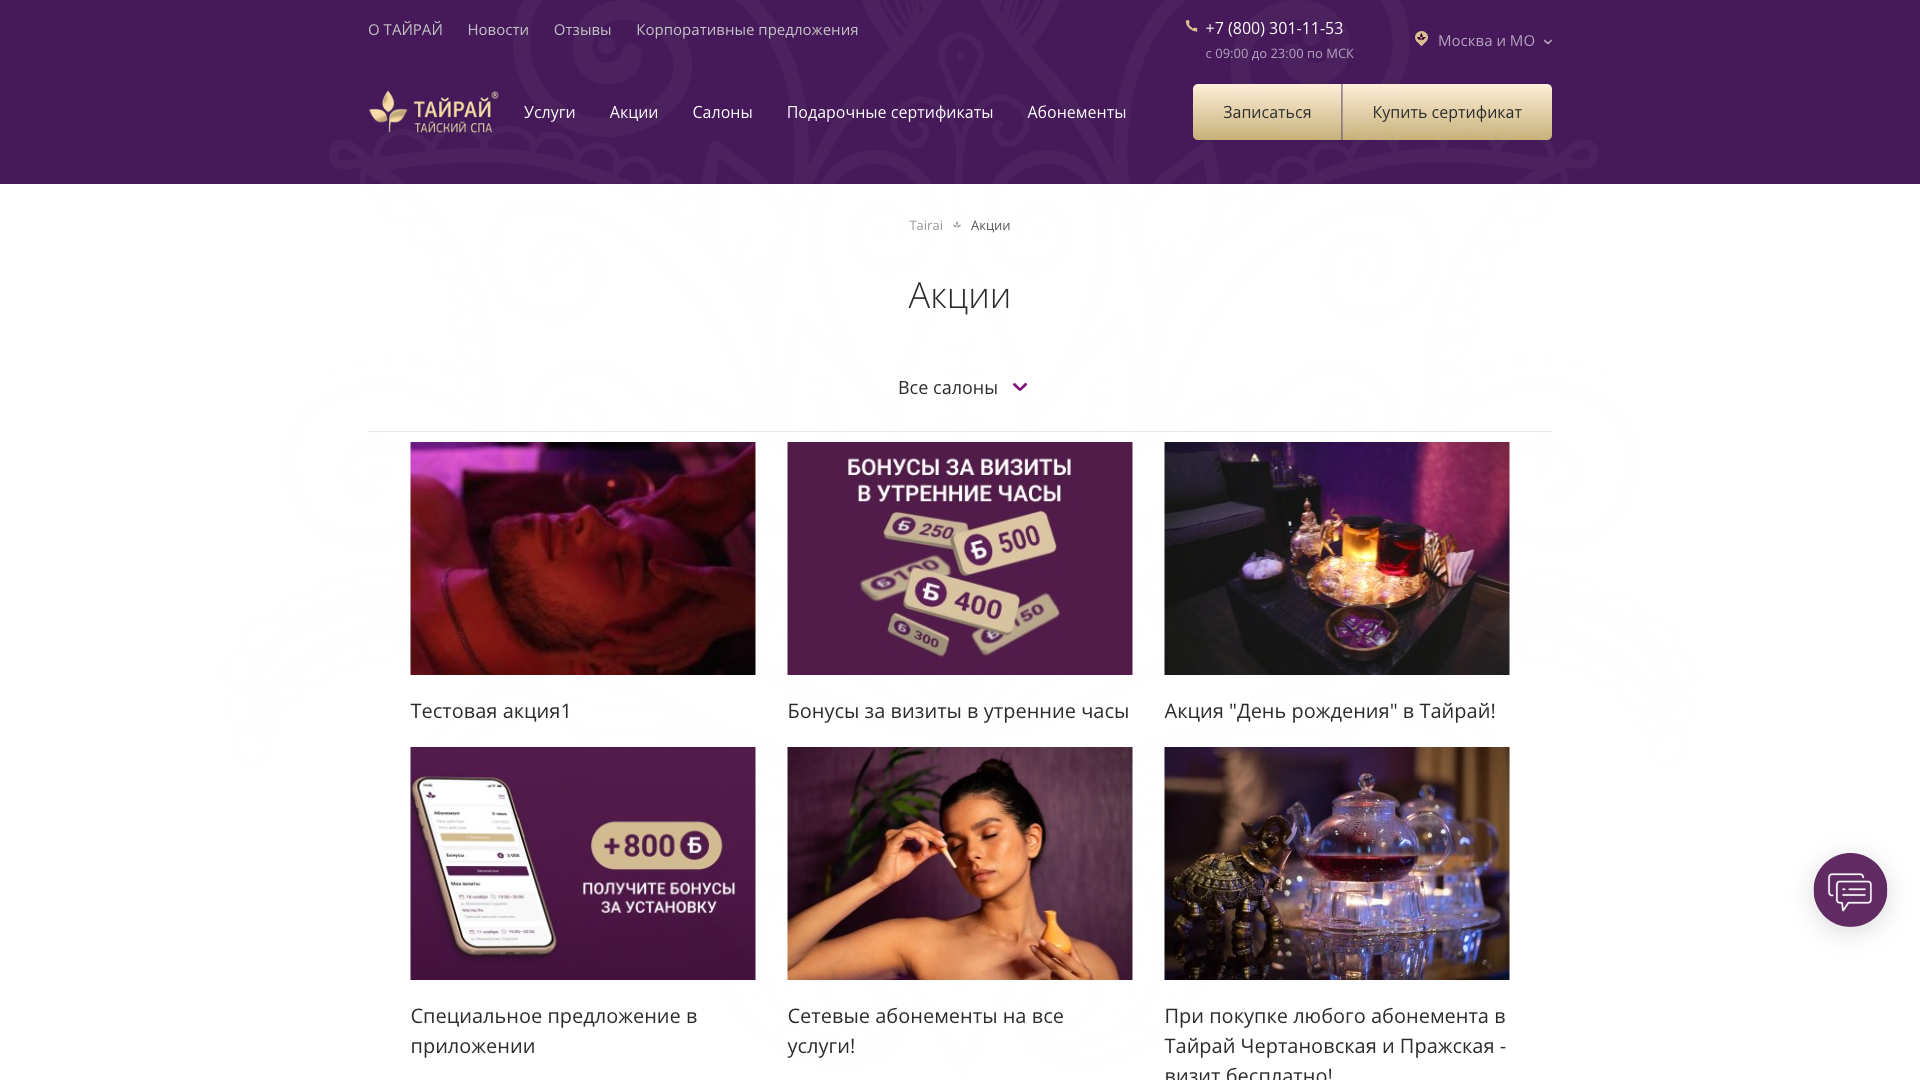 О ТАЙРАЙ Новости Отзывы Корпоративные предложения
+7 (800) 301-11-53
с 09:00 до 23:00 по МСК
Москва и МО
ТАЙРАЙ®
ТАЙСКИЙ СПА
Услуги Акции Салоны Подарочные сертификаты Абонементы
Записаться Купить сертификат
Tairai Акции
Акции
Все салоны
БОНУСЫ ЗА ВИЗИТЫ
В УТРЕННИЕ ЧАСЫ
Б 250
Б 500
Б 100
Б 400
Б 300
Тестовая акция1
Бонусы за визиты в утренние часы
Акция "День рождения" в Тайрай!
+800 Б
ПОЛУЧИТЕ БОНУСЫ
ЗА УСТАНОВКУ
Специальное предложение в
приложении
Сетевые абонементы на все
услуги!
При покупке любого абонемента в
Тайрай Чертановская и Пражская -
визит бесплатно!